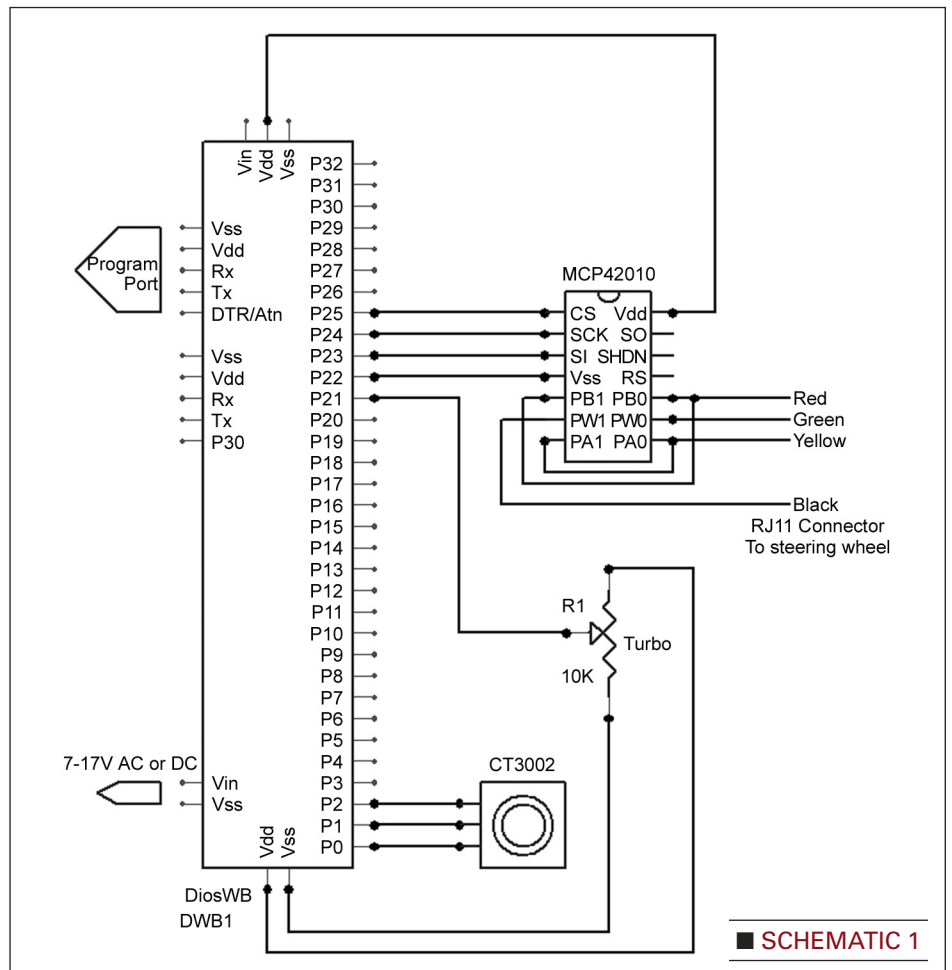 Vin
Vdd
Vss
P32
P31
P30
Vss
P29
Vdd
P28
Program
Port
Rx
P27
Tx
P26
MCP42010
DTR/Atn
P25
CS Vdd
P24
SCK SO
Vss
P23
SI SHDN
Vdd
P22
Vss RS
Rx
P21
PB1 PB0
Red
Tx
P20
PW1 PW0
Green
P30
P19
PA1 PA0
Yellow
P18
P17
P16
Black
P15
RJ11 Connector
To steering wheel
P14
P13
P12
P11
R1
P10
Turbo
P9
P8
10K
P7
P6
P5
7-17V AC or DC
P4
CT3002
Vin
P3
Vss
P2
P1
P0
Vdd
Vss
DiosWB
DWB1
■ SCHEMATIC 1